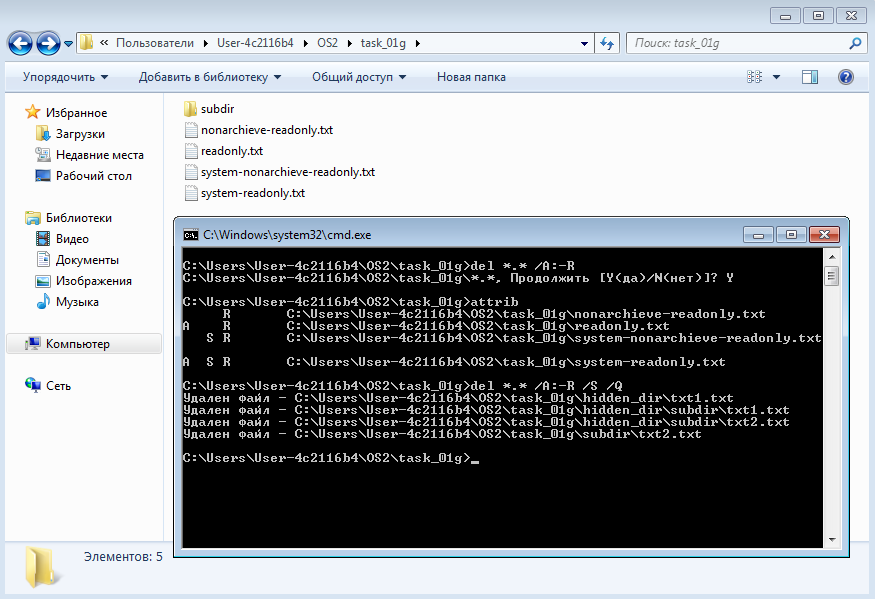 « Пользователи ▸ User-4c2116b4 ▸ OS2 ▸ task_01g ▸
Поиск: task_01g
Упорядочить ▼ Добавить в библиотеку ▼ Общий доступ ▼ Новая папка
Избранное
Загрузки
Недавние места
Рабочий стол
Библиотеки
Видео
Документы
Изображения
Музыка
Компьютер
Сеть
subdir
nonarchieve-readonly.txt
readonly.txt
system-nonarchieve-readonly.txt
system-readonly.txt
C:\Windows\system32\cmd.exe
C:\Users\User-4c2116b4\OS2\task_01g>del *.* /A:-R
C:\Users\User-4c2116b4\OS2\task_01g\*.*, Продолжить [Y(да)/N(нет)]? Y
C:\Users\User-4c2116b4\OS2\task_01g>attrib
R C:\Users\User-4c2116b4\OS2\task_01g\nonarchieve-readonly.txt
A R C:\Users\User-4c2116b4\OS2\task_01g\readonly.txt
S R C:\Users\User-4c2116b4\OS2\task_01g\system-nonarchieve-readonly.txt
A S R C:\Users\User-4c2116b4\OS2\task_01g\system-readonly.txt
C:\Users\User-4c2116b4\OS2\task_01g>del *.* /A:-R /S /Q
Удален файл - C:\Users\User-4c2116b4\OS2\task_01g\hidden_dir\txt1.txt
Удален файл - C:\Users\User-4c2116b4\OS2\task_01g\hidden_dir\subdir\txt1.txt
Удален файл - C:\Users\User-4c2116b4\OS2\task_01g\hidden_dir\subdir\txt2.txt
Удален файл - C:\Users\User-4c2116b4\OS2\task_01g\subdir\txt2.txt
C:\Users\User-4c2116b4\OS2\task_01g>_
Элементов: 5